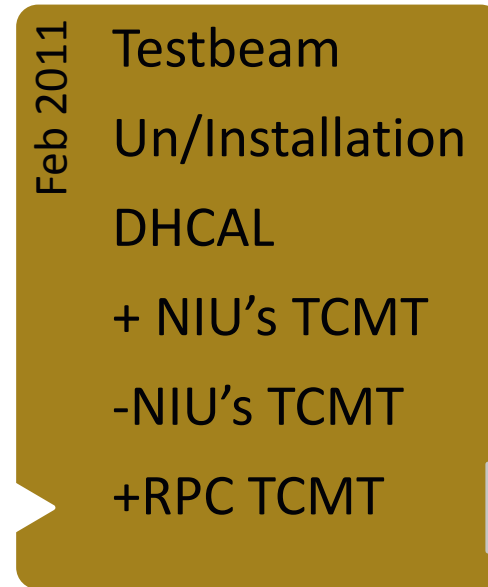 Feb 2011
Testbeam
Un/Installation
DHCAL
+ NIU’s TCMT
-NIU’s TCMT
+RPC TCMT